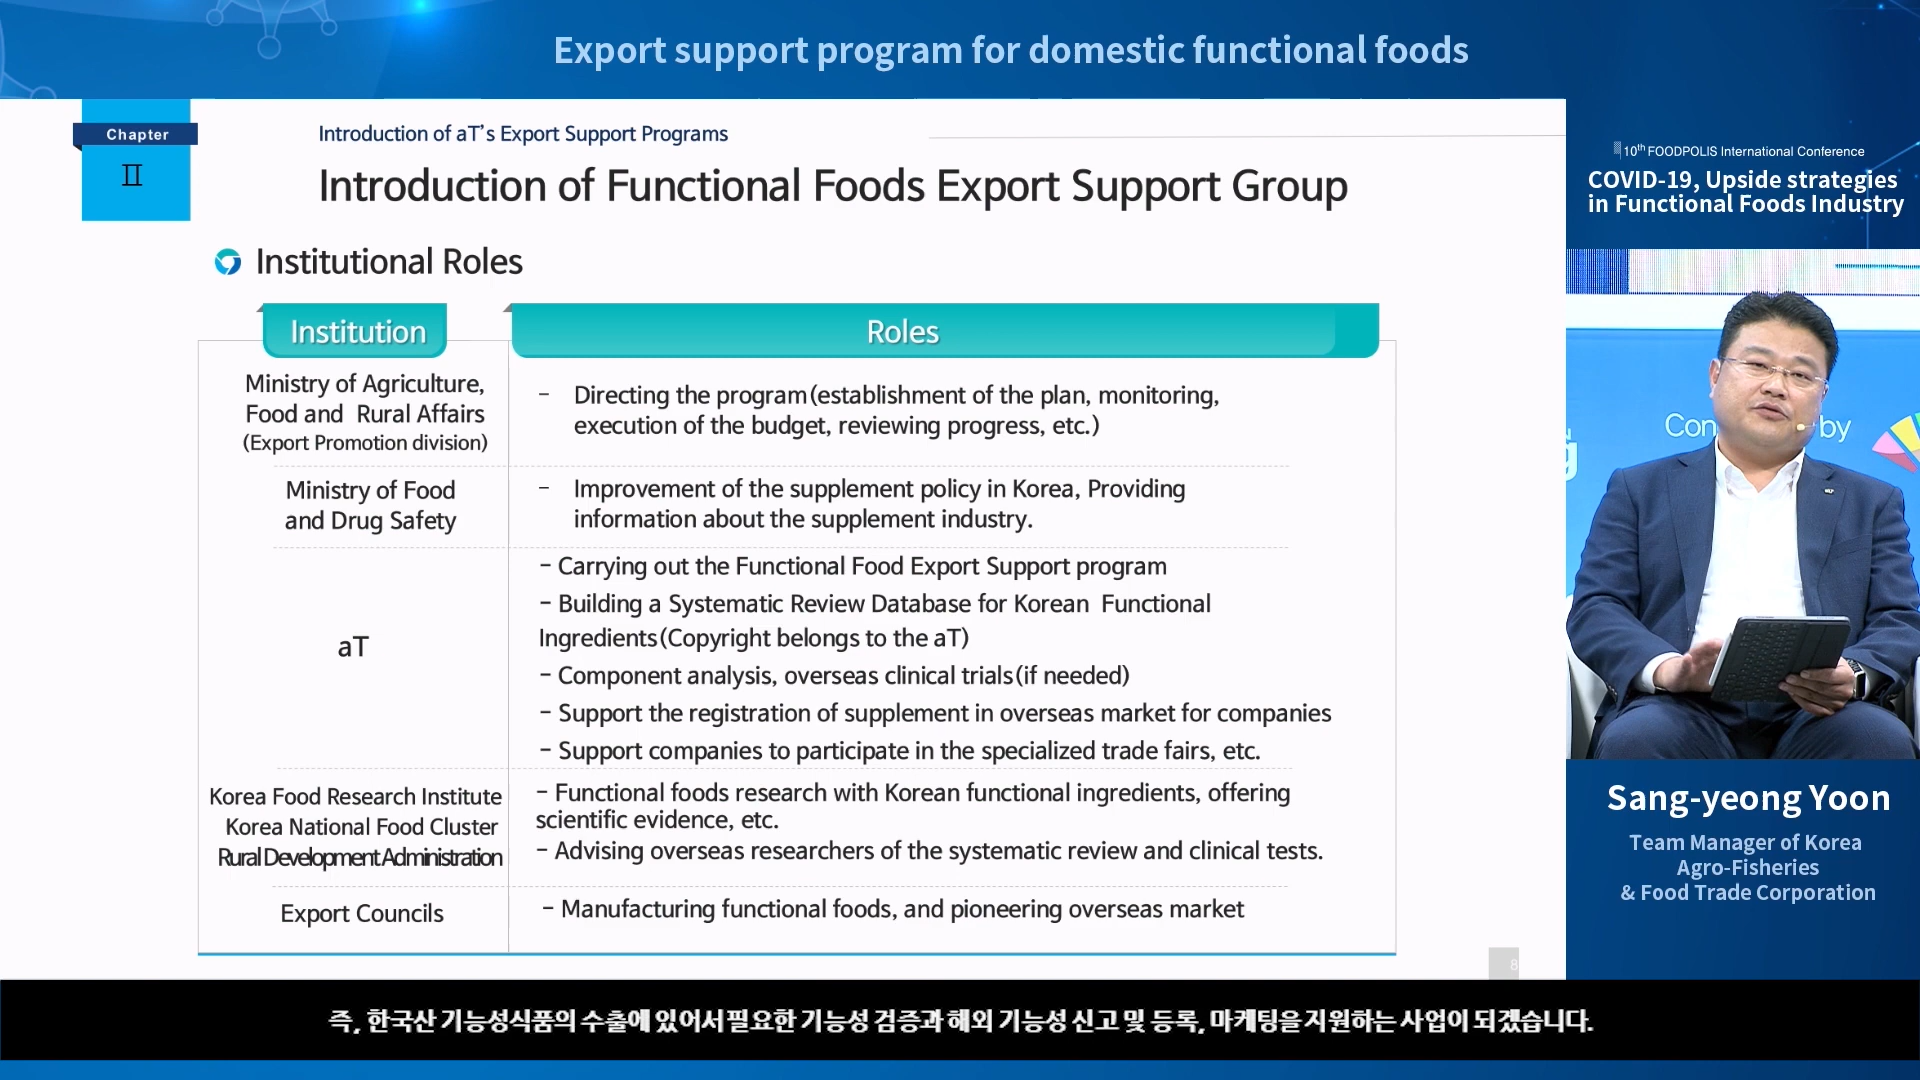 Export support program for domestic functional foods
Chapter
Ⅱ
Introduction of aT's Export Support Programs
Introduction of Functional Foods Export Support Group
Institutional Roles
Institution
Roles
Ministry of Agriculture,
Food and Rural Affairs
(Export Promotion division)
- Directing the program(establishment of the plan, monitoring,
execution of the budget, reviewing progress, etc.)
Ministry of Food
and Drug Safety
- Improvement of the supplement policy in Korea, Providing
information about the supplement industry.
aT
- Carrying out the Functional Food Export Support program
- Building a Systematic Review Database for Korean Functional
Ingredients(Copyright belongs to the aT)
- Component analysis, overseas clinical trials(if needed)
- Support the registration of supplement in overseas market for companies
- Support companies to participate in the specialized trade fairs, etc.
Korea Food Research Institute
Korea National Food Cluster
Rural Development Administration
- Functional foods research with Korean functional ingredients, offering
scientific evidence, etc.
- Advising overseas researchers of the systematic review and clinical tests.
Export Councils
- Manufacturing functional foods, and pioneering overseas market
8
10th FOODPOLIS International Conference
COVID-19, Upside strategies
in Functional Foods Industry
by
Sang-yeong Yoon
Team Manager of Korea
Agro-Fisheries
& Food Trade Corporation
즉, 한국산 기능성식품의 수출에 있어서 필요한 기능성 검증과 해외 기능성 신고 및 등록, 마케팅을 지원하는 사업이 되겠습니다.